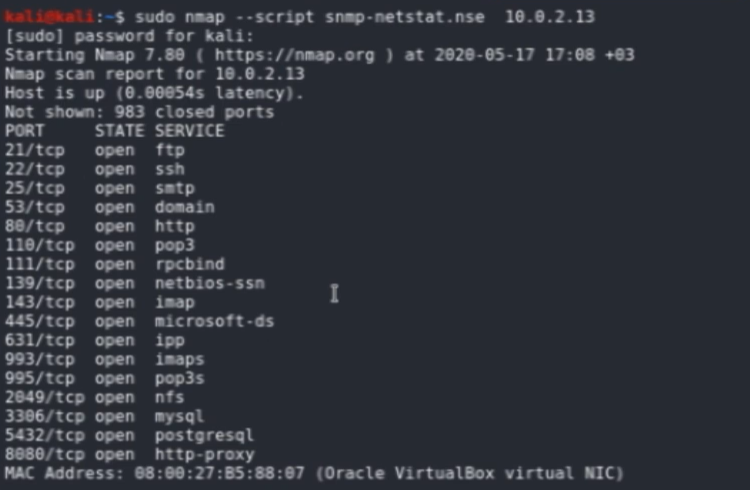 kali@kali:~$ sudo nmap --script snmp-netstat.nse 10.0.2.13
[sudo] password for kali:
Starting Nmap 7.80 ( https://nmap.org ) at 2020-05-17 17:08 +03
Nmap scan report for 10.0.2.13
Host is up (0.00054s latency).
Not shown: 983 closed ports
PORT STATE SERVICE
21/tcp open ftp
22/tcp open ssh
25/tcp open smtp
53/tcp open domain
80/tcp open http
110/tcp open pop3
111/tcp open rpcbind
139/tcp open netbios-ssn
143/tcp open imap
445/tcp open microsoft-ds
631/tcp open ipp
993/tcp open imaps
995/tcp open pop3s
2049/tcp open nfs
3306/tcp open mysql
5432/tcp open postgresql
8080/tcp open http-proxy
MAC Address: 08:00:27:B5:88:07 (Oracle VirtualBox virtual NIC)